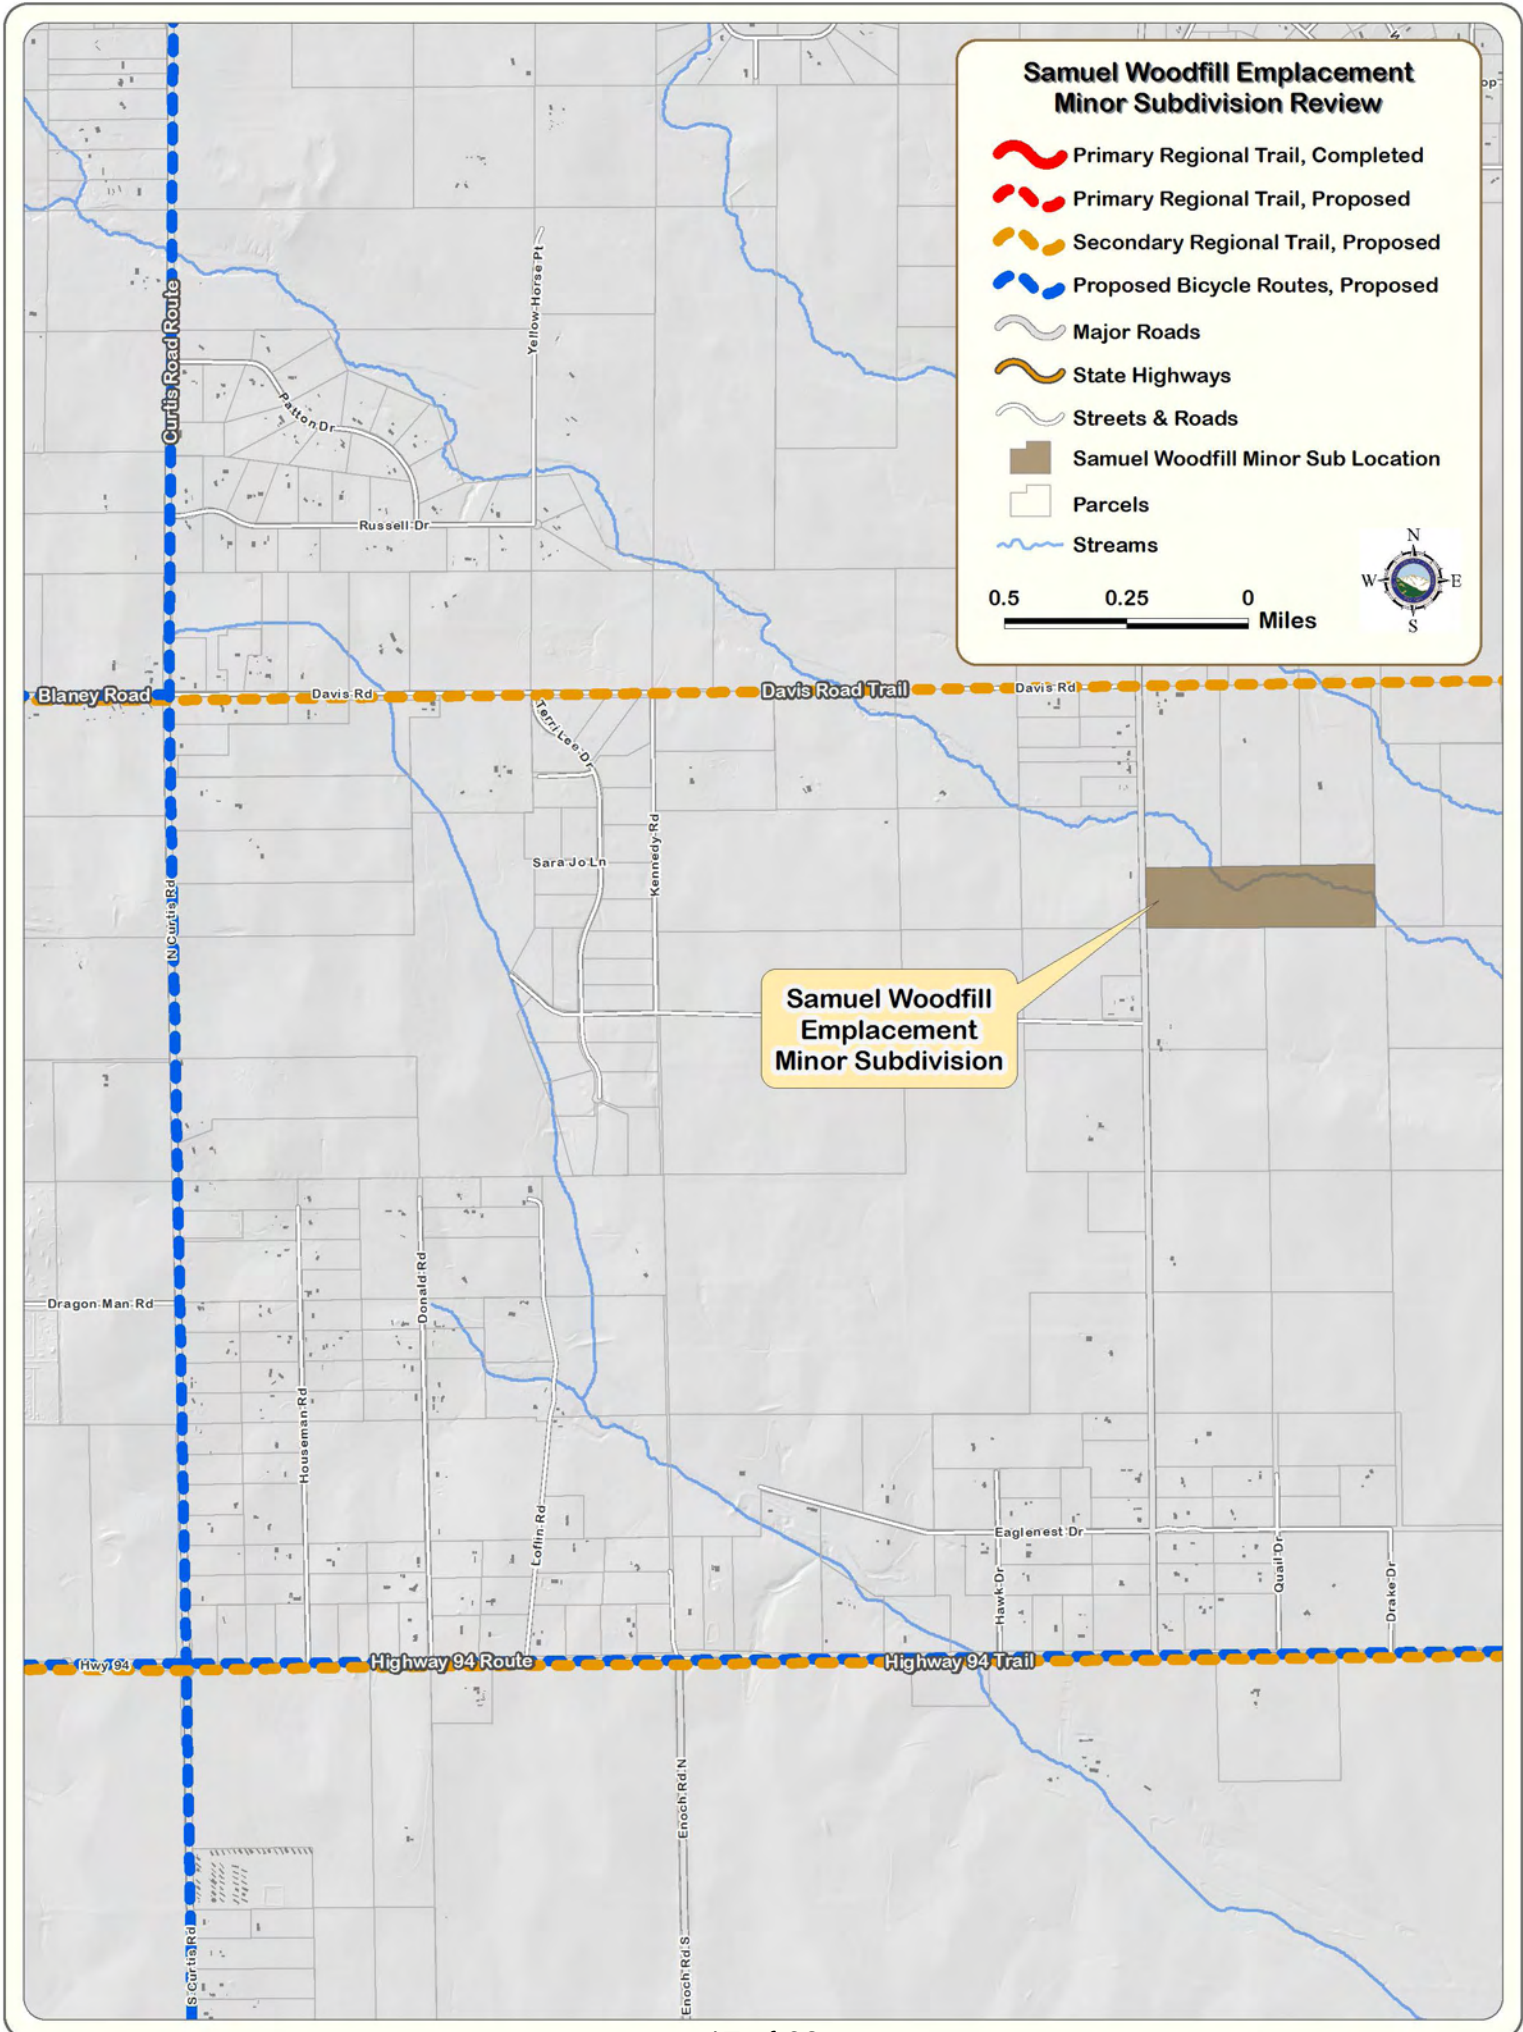 Samuel Woodfill Emplacement
Minor Subdivision Review
Primary Regional Trail, Completed
Primary Regional Trail, Proposed
Secondary Regional Trail, Proposed
Proposed Bicycle Routes, Proposed
Major Roads
State Highways
Streets & Roads
Samuel Woodfill Minor Sub Location
Parcels
Streams
N
W E
S
0.5 0.25 0
Miles
Curtis Road Route
Yellow Horse Pt
Patton Dr
Russell Dr
Blaney Road
Davis Rd
Davis Road Trail
Davis Rd
Terri Lee Dr
Sara Jo Ln
Kennedy Rd
N Curtis Rd
Samuel Woodfill
Emplacement
Minor Subdivision
Dragon Man Rd
Donald Rd
Houseman Rd
Loflin Rd
Eaglenest Dr
Hawk Dr
Quail Dr
Drake Dr
Hwy 94
Highway 94 Route
Highway 94 Trail
Enoch Rd N
Enoch Rd S
S Curtis Rd